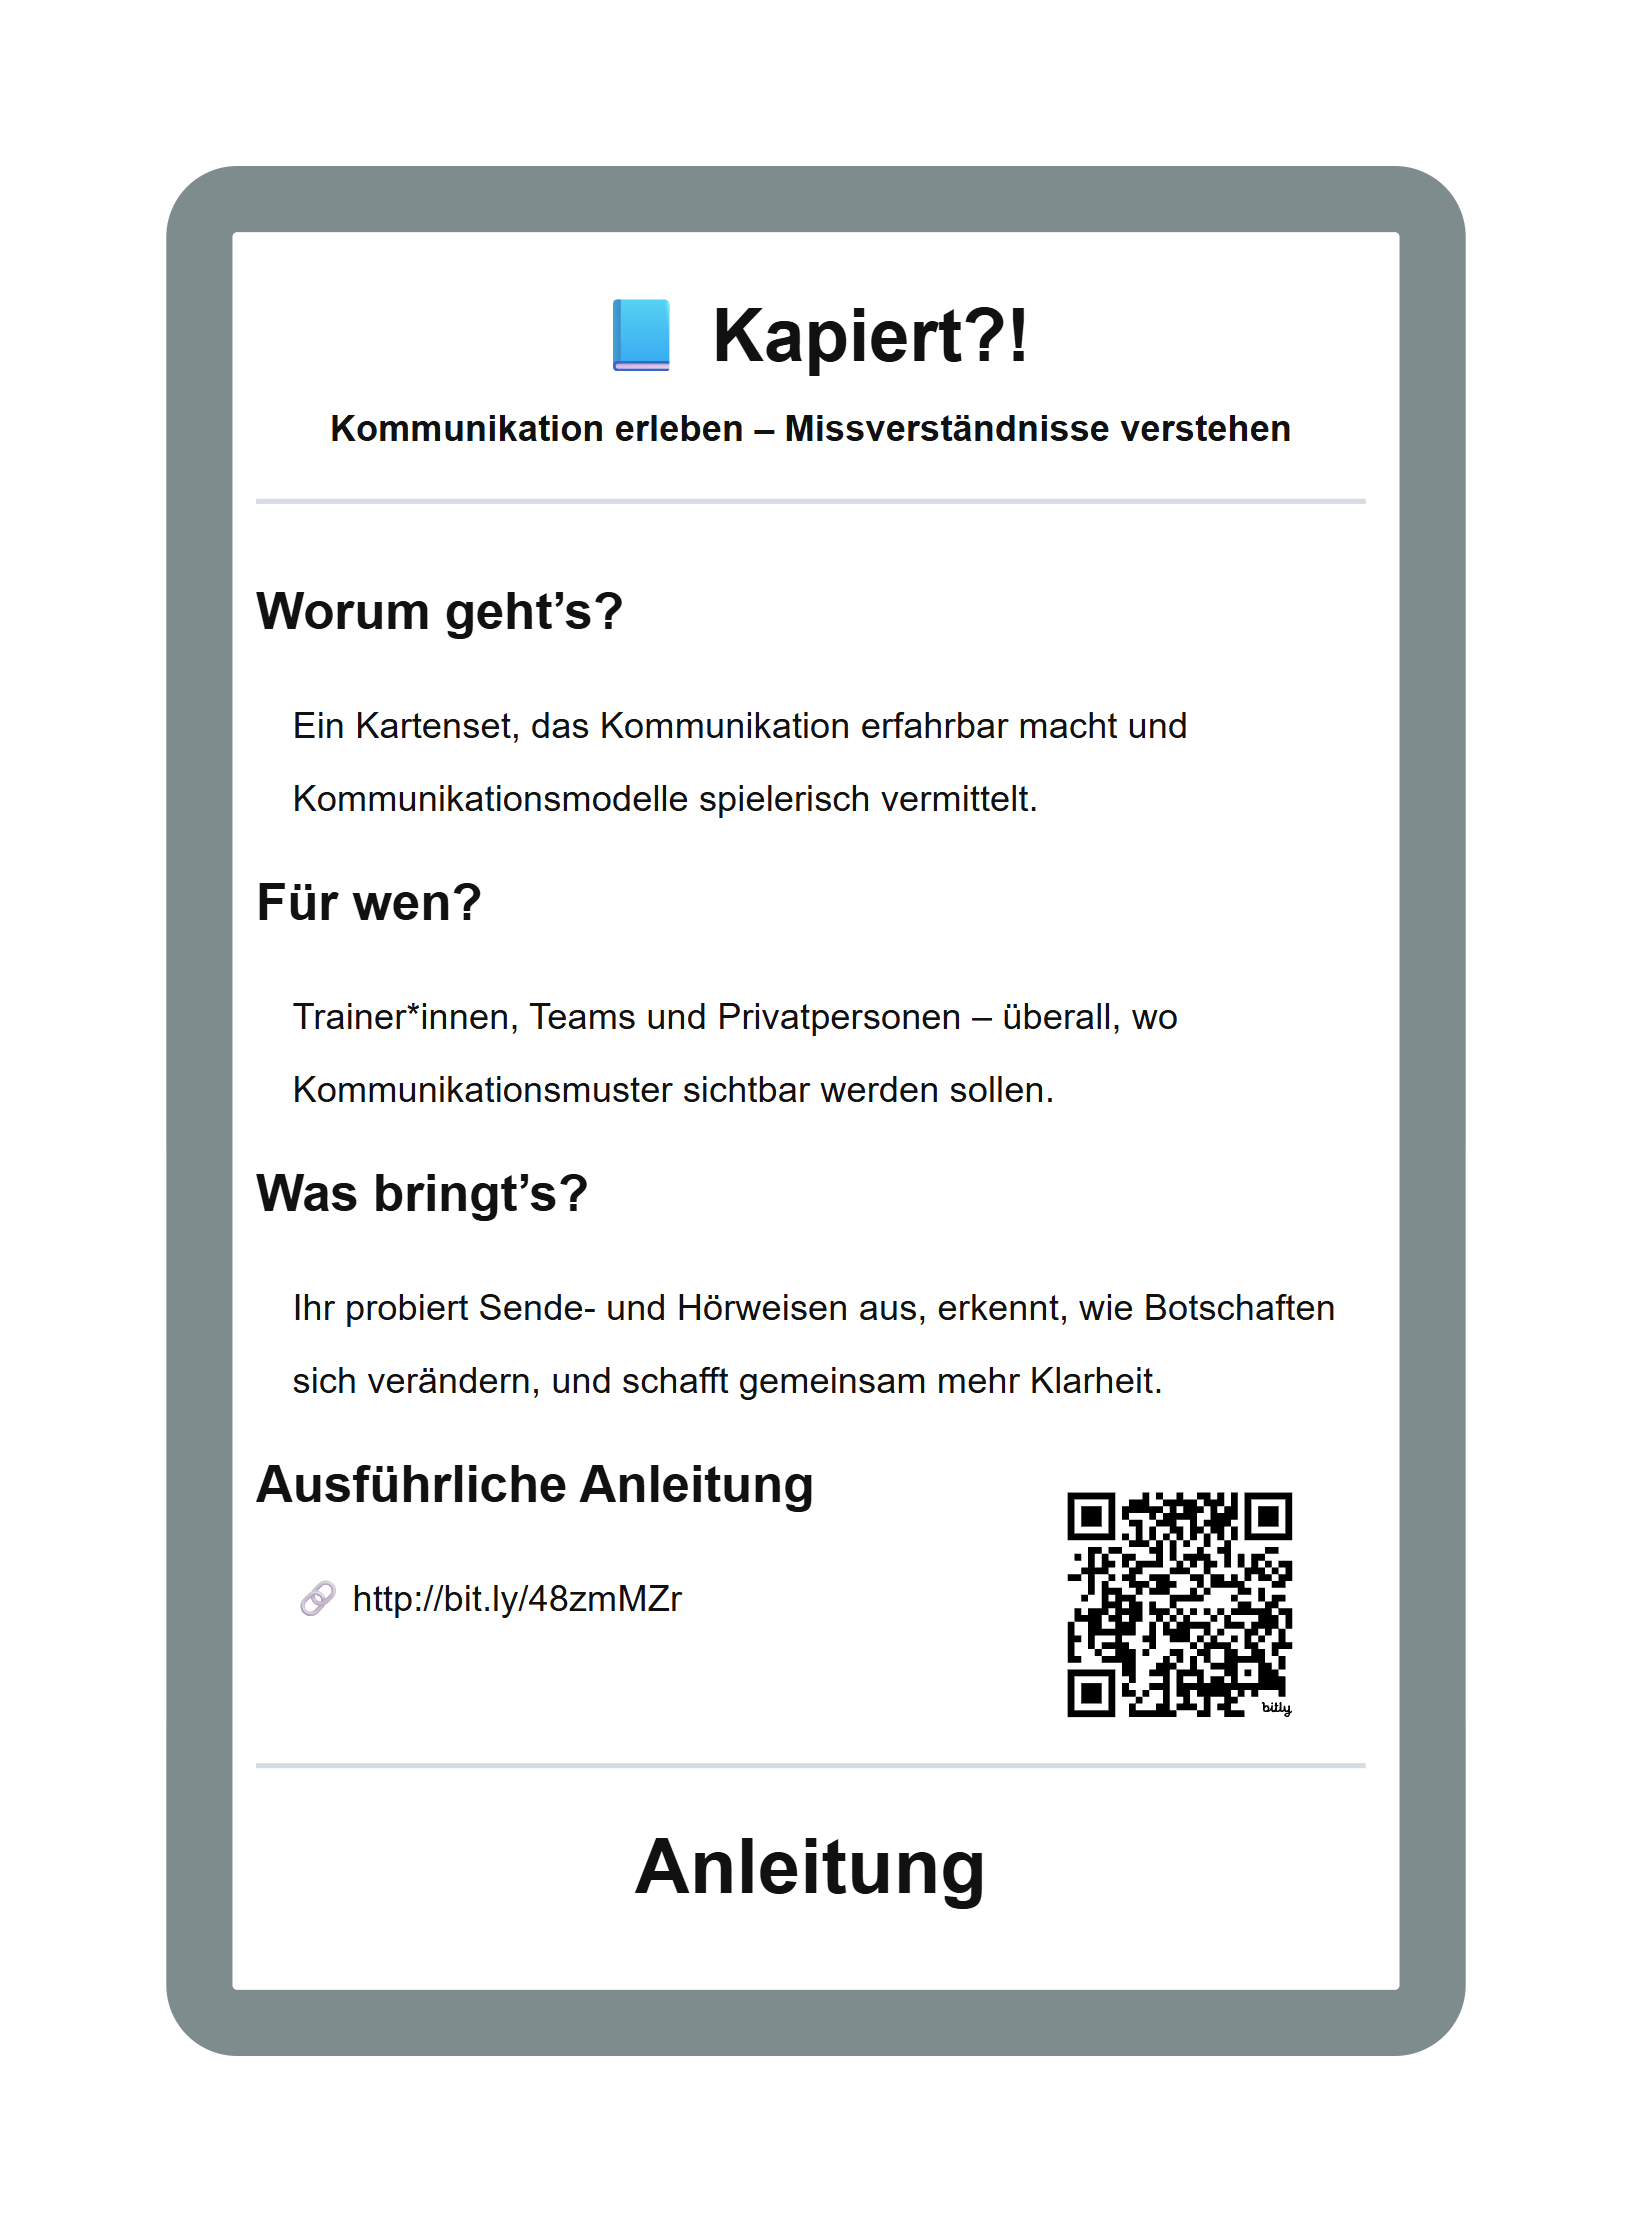 📘 Kapiert?!
Kommunikation erleben – Missverständnisse verstehen
Worum geht’s?
Ein Kartenset, das Kommunikation erfahrbar macht und
Kommunikationsmodelle spielerisch vermittelt.
Für wen?
Trainer*innen, Teams und Privatpersonen – überall, wo
Kommunikationsmuster sichtbar werden sollen.
Was bringt’s?
Ihr probiert Sende- und Hörweisen aus, erkennt, wie Botschaften
sich verändern, und schafft gemeinsam mehr Klarheit.
Ausführliche Anleitung
🔗 http://bit.ly/48zmMZr
bitly
Anleitung